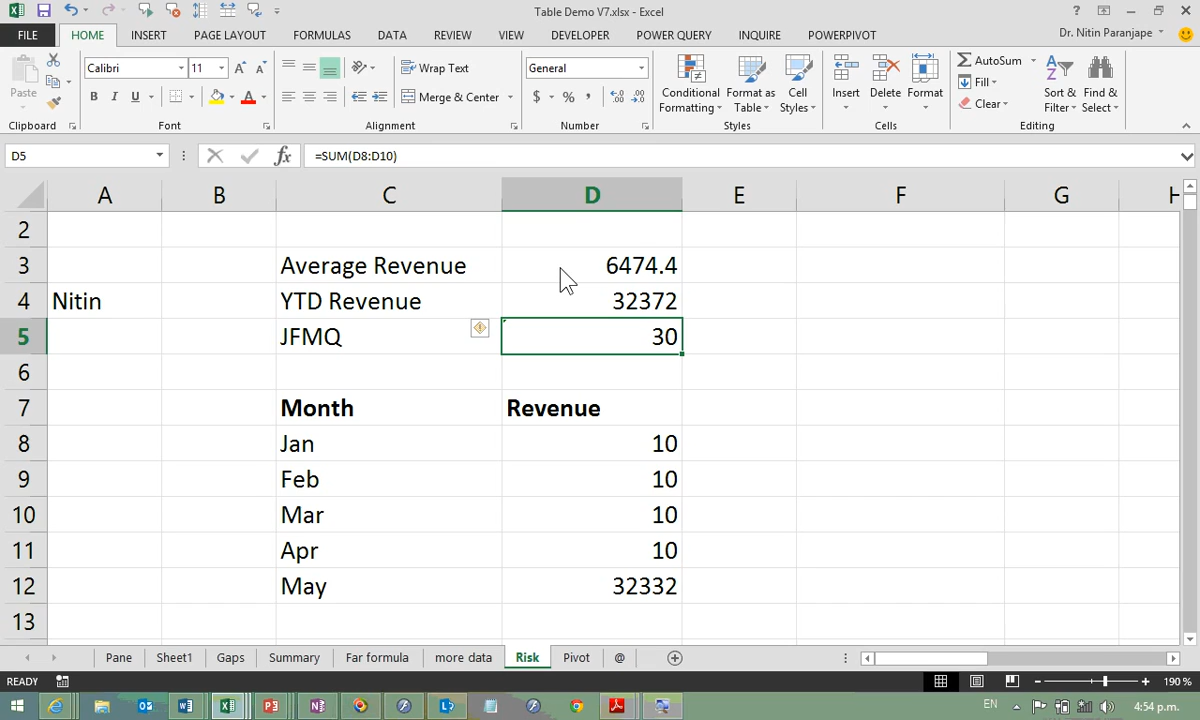 Table Demo V7.xlsx - Excel
?
FILE HOME INSERT PAGE LAYOUT FORMULAS DATA REVIEW VIEW DEVELOPER POWER QUERY INQUIRE POWERPIVOT Dr. Nitin Paranjape
Paste Calibri 11 A A Wrap Text General Conditional Formatting Format as Table Cell Styles Insert Delete Format AutoSum Sort & Filter Find & Select
B I U A Merge & Center $ % , .0 .00 Fill
Clear
Clipboard Font Alignment Number Styles Cells Editing
D5 fx =SUM(D8:D10)
A B C D E F G H
2
3 Average Revenue 6474.4
4 Nitin YTD Revenue 32372
5 JFMQ 30
6
7 Month Revenue
8 Jan 10
9 Feb 10
10 Mar 10
11 Apr 10
12 May 32332
13
Pane Sheet1 Gaps Summary Far formula more data Risk Pivot @
READY 190 %
EN 4:54 p.m.